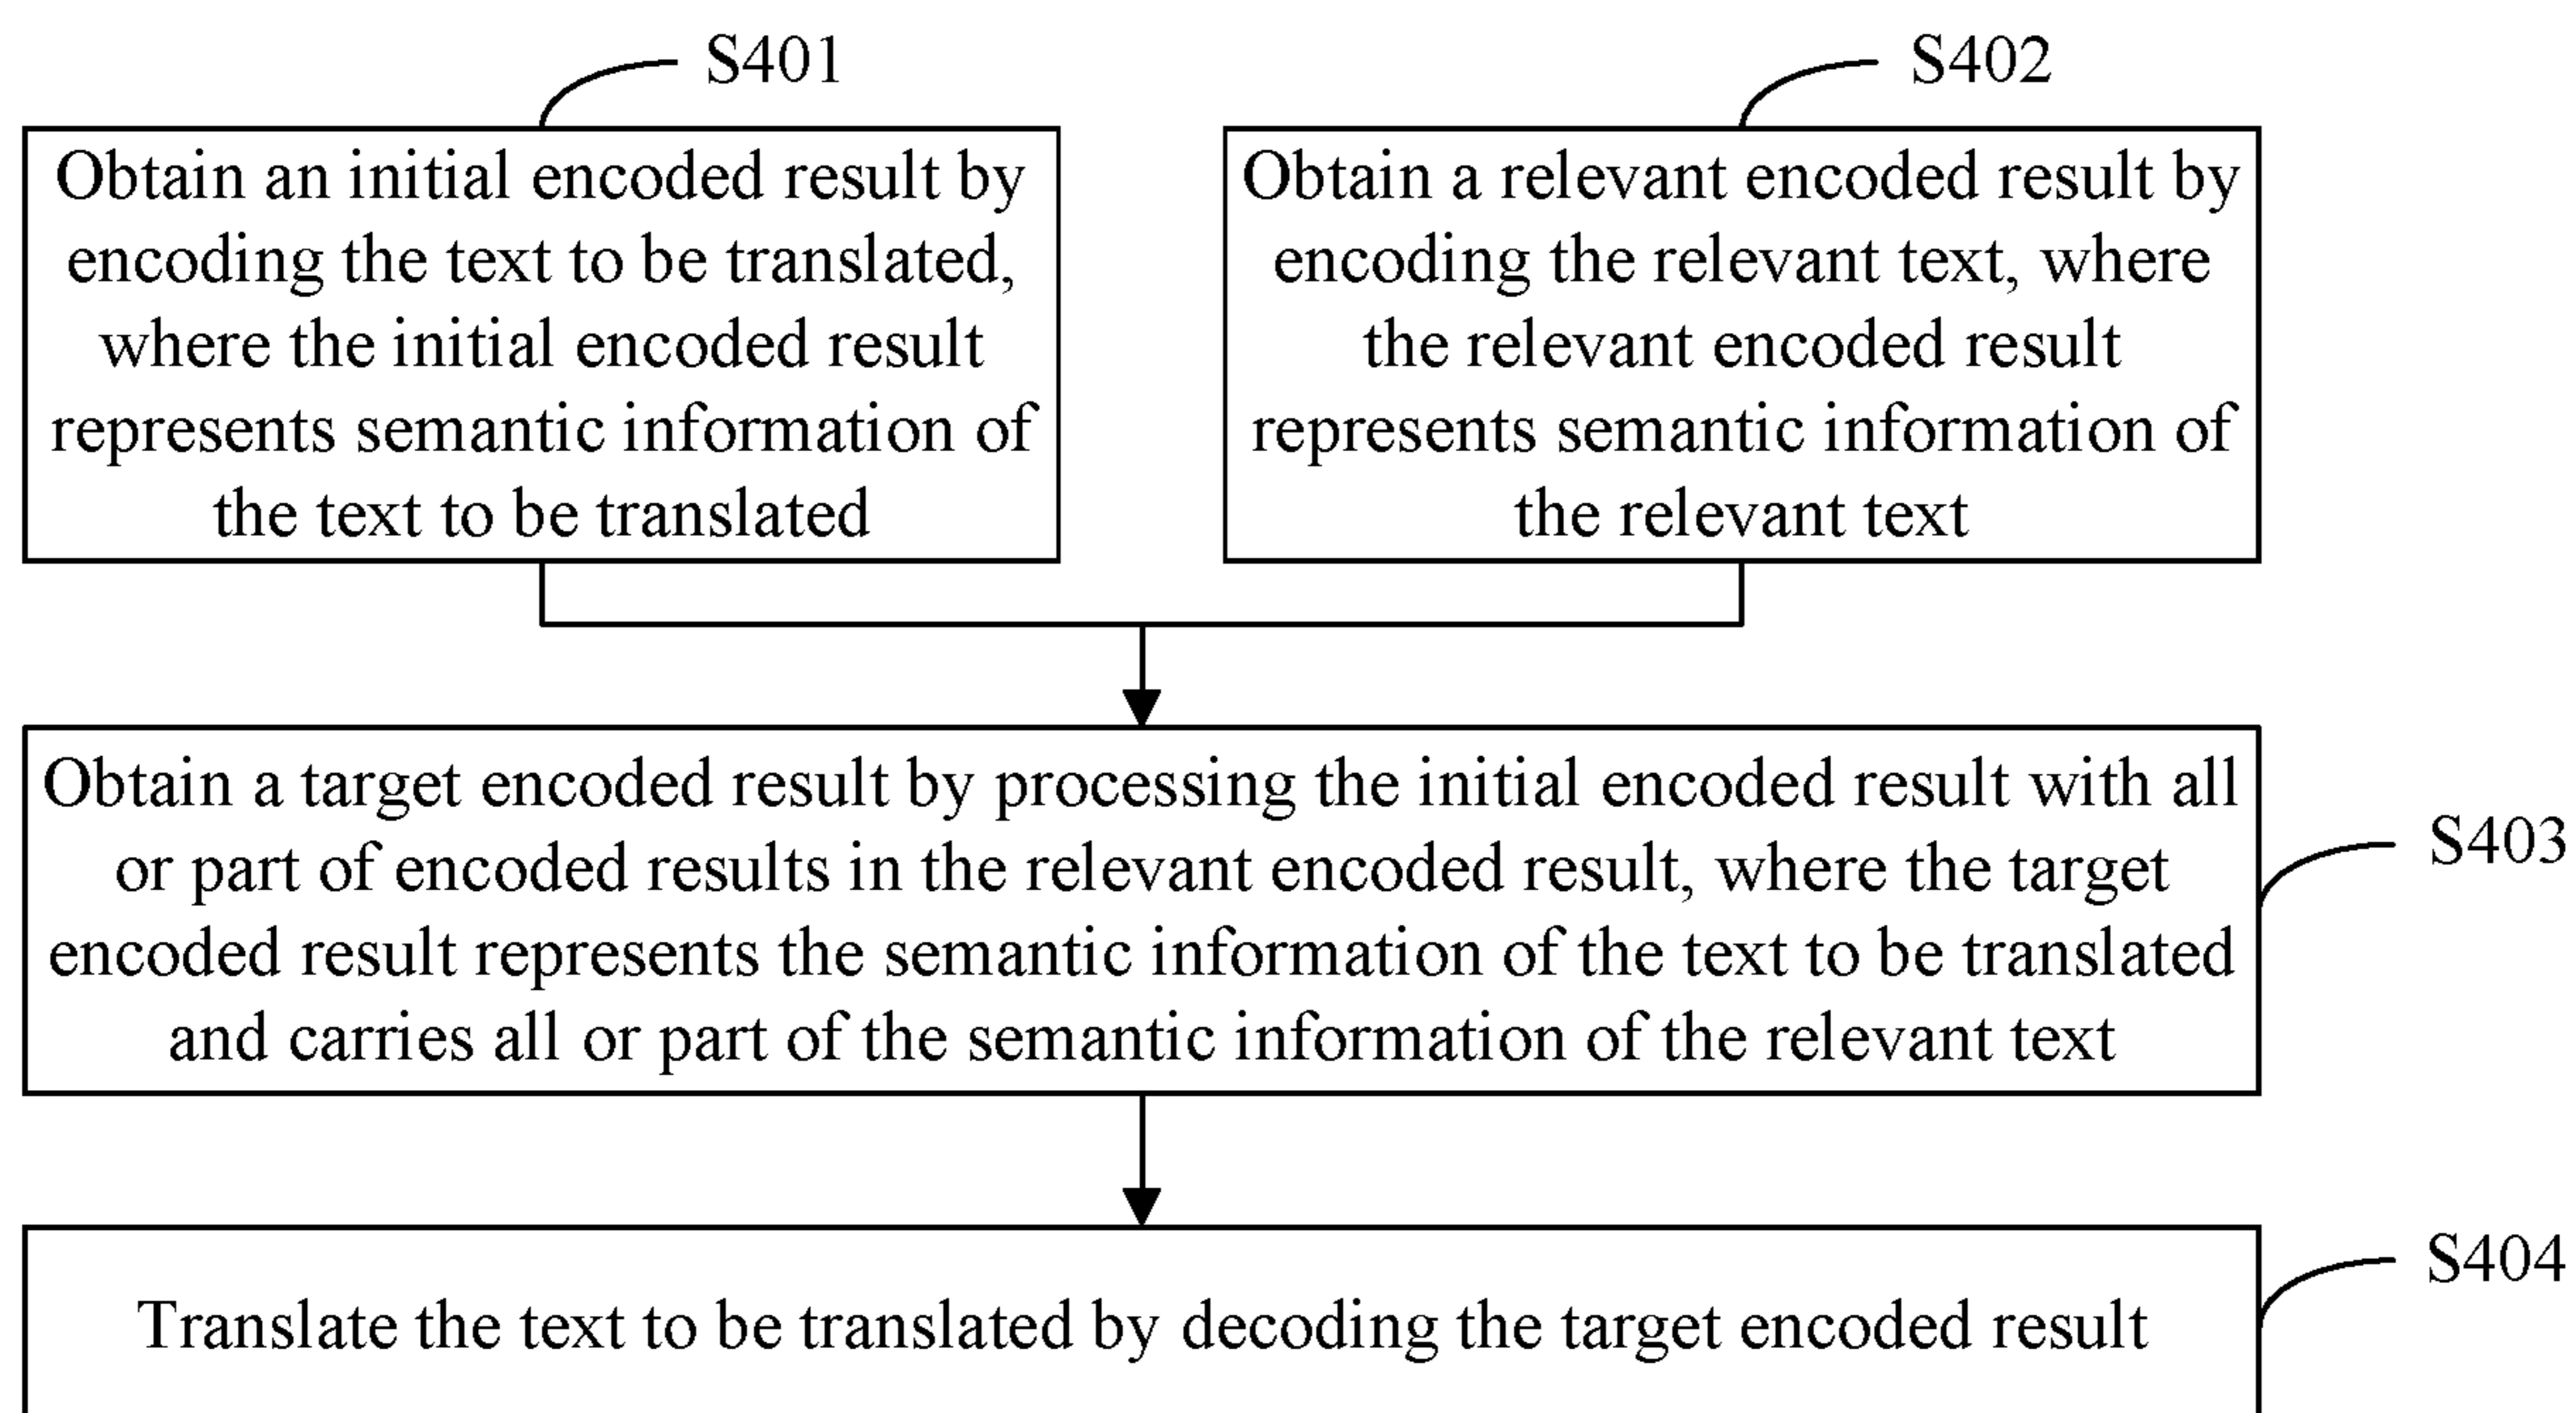 S401
Obtain an initial encoded result by
encoding the text to be translated,
where the initial encoded result
represents semantic information of
the text to be translated
S402
Obtain a relevant encoded result by
encoding the relevant text, where
the relevant encoded result
represents semantic information of
the relevant text
Obtain a target encoded result by processing the initial encoded result with all
or part of encoded results in the relevant encoded result, where the target
encoded result represents the semantic information of the text to be translated
and carries all or part of the semantic information of the relevant text
S403
Translate the text to be translated by decoding the target encoded result
S404